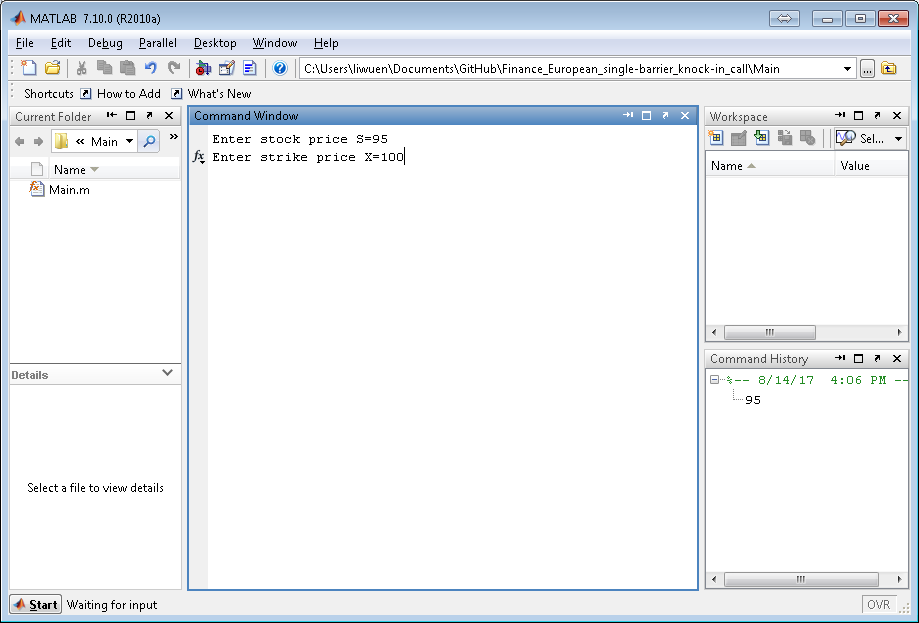 MATLAB 7.10.0 (R2010a)
File Edit Debug Parallel Desktop Window Help
C:\Users\liwuen\Documents\GitHub\Finance_European_single-barrier_knock-in_call\Main
...
Shortcuts How to Add What's New
Current Folder
« Main
»
Name
Main.m
Details
Select a file to view details
Command Window
Enter stock price S=95
fx Enter strike price X=100
Workspace
Sel...
Name Value
Command History
%-- 8/14/17 4:06 PM --
95
Start Waiting for input
OVR